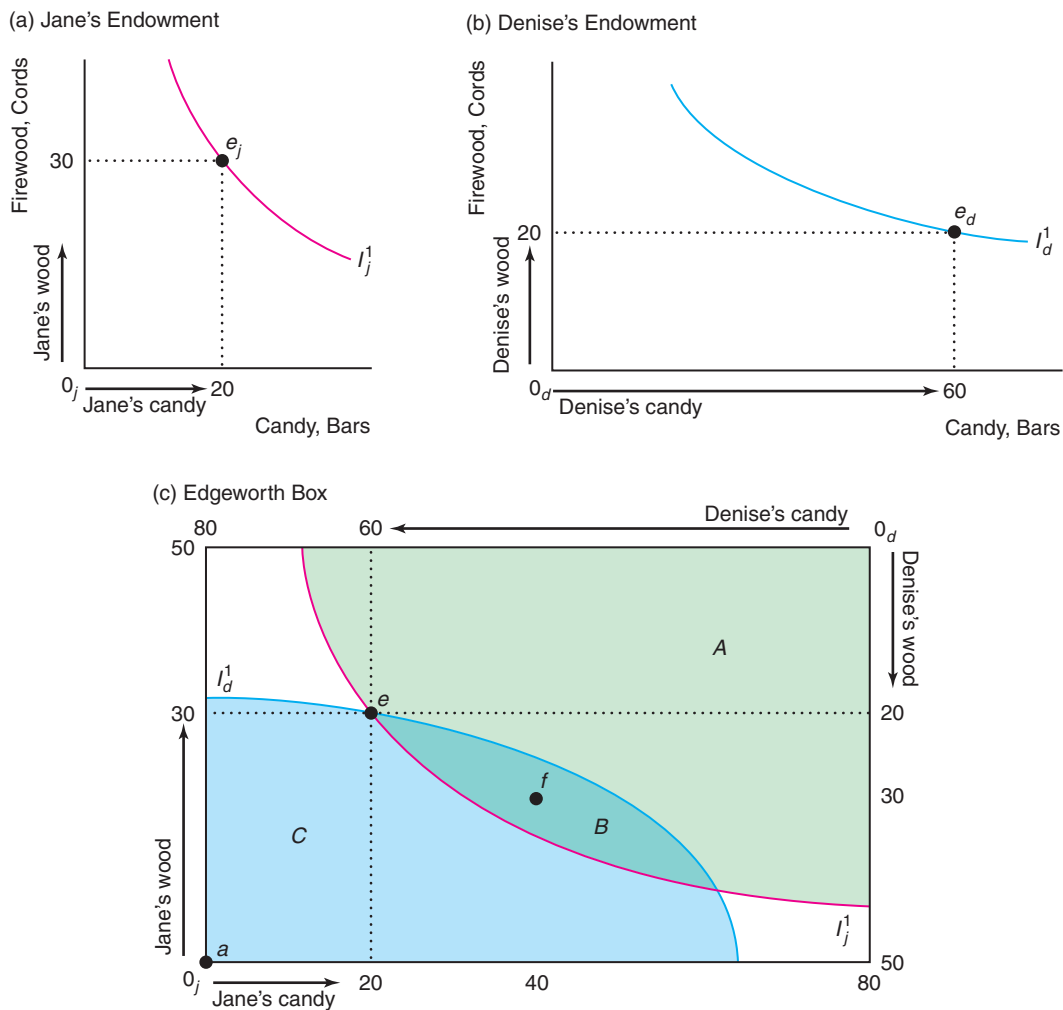 (a) Jane's Endowment
Firewood, Cords
Jane's wood
30
e_j
I_j^1
0_j
20
Jane's candy
Candy, Bars
(b) Denise's Endowment
Firewood, Cords
Denise's wood
20
e_d
I_d^1
0_d
60
Denise's candy
Candy, Bars
(c) Edgeworth Box
Denise's candy
80
60
0_d
50
Denise's wood
A
I_d^1
e
30
20
f
30
B
C
Jane's wood
a
I_j^1
0_j
20
40
80
50
Jane's candy